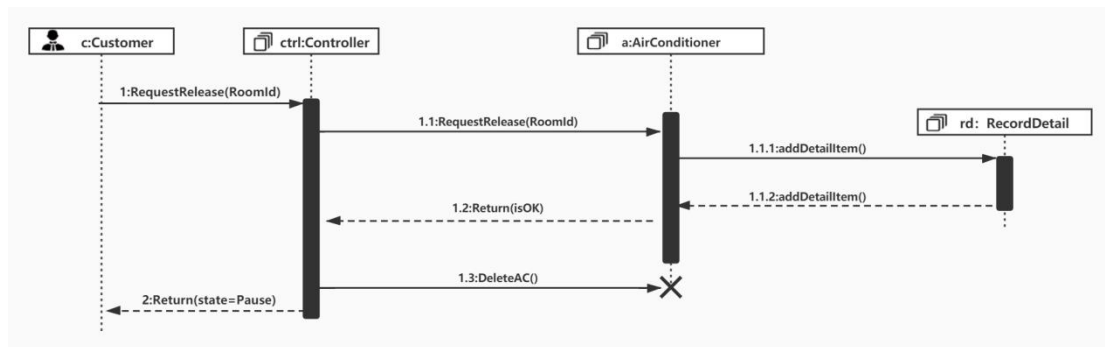 c:Customer
ctrl:Controller
a:AirConditioner
1:RequestRelease(RoomId)
1.1:RequestRelease(RoomId)
rd: RecordDetail
1.1.1:addDetailItem()
1.1.2:addDetailItem()
1.2:Return(isOK)
1.3:DeleteAC()
2:Return(state=Pause)